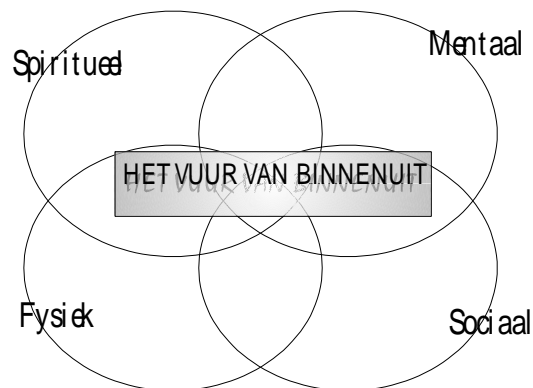 Mentaal
Spiritueel
HET VUUR VAN BINNENUIT
Fysiek
Sociaal